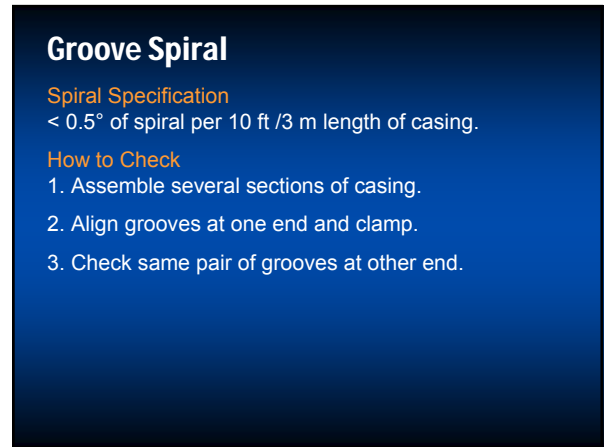 Groove Spiral
Spiral Specification
< 0.5° of spiral per 10 ft /3 m length of casing.
How to Check
1. Assemble several sections of casing.
2. Align grooves at one end and clamp.
3. Check same pair of grooves at other end.